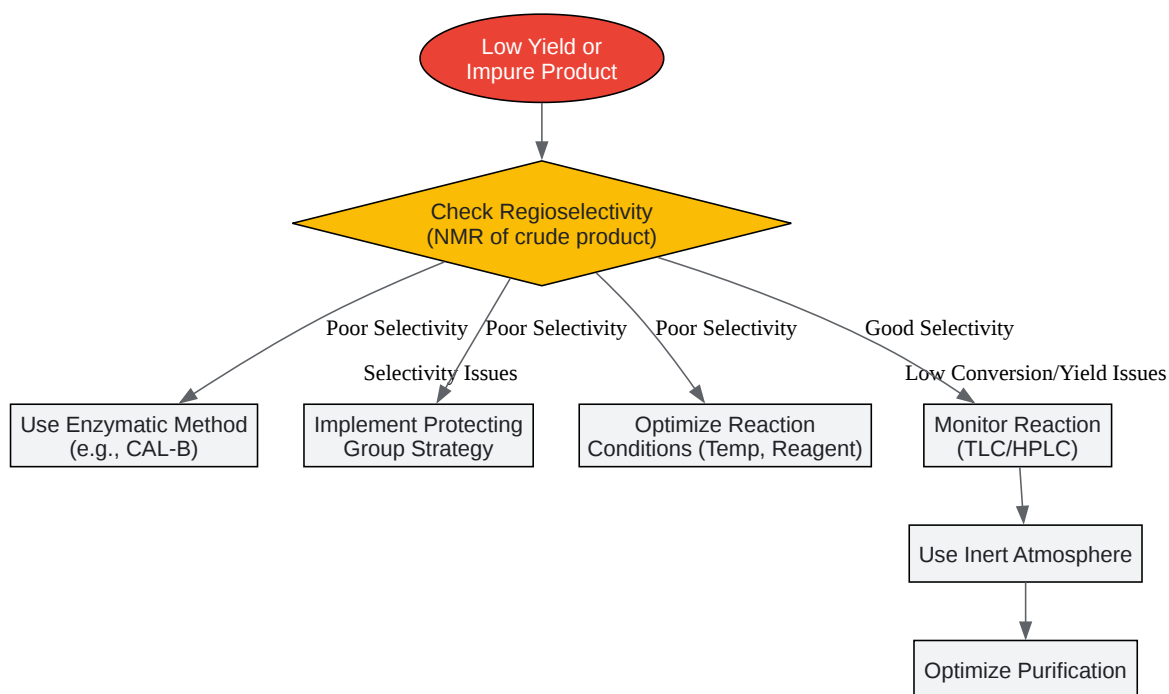 Low Yield or
Impure Product
Check Regioselectivity
(NMR of crude product)
Poor Selectivity
Poor Selectivity
Poor Selectivity
Good Selectivity
Selectivity Issues
Low Conversion/Yield Issues
Use Enzymatic Method
(e.g., CAL-B)
Implement Protecting
Group Strategy
Optimize Reaction
Conditions (Temp, Reagent)
Monitor Reaction
(TLC/HPLC)
Use Inert Atmosphere
Optimize Purification